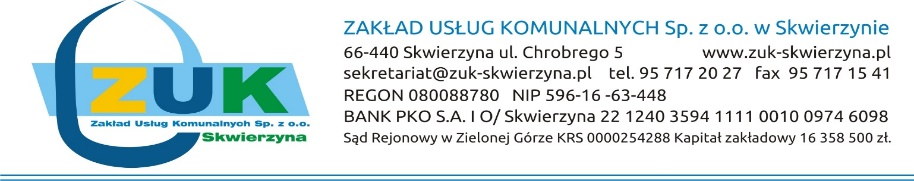 ZUK
Zakład Usług Komunalnych Sp. z o.o.
Skwierzyna
ZAKŁAD USŁUG KOMUNALNYCH Sp. z o.o. w Skwierzynie
66-440 Skwierzyna ul. Chrobrego 5 www.zuk-skwierzyna.pl
sekretariat@zuk-skwierzyna.pl tel. 95 717 20 27 fax 95 717 15 41
REGON 080088780 NIP 596-16 -63-448
BANK PKO S.A. I O/ Skwierzyna 22 1240 3594 1111 0010 0974 6098
Sąd Rejonowy w Zielonej Górze KRS 0000254288 Kapitał zakładowy 16 358 500 zł.